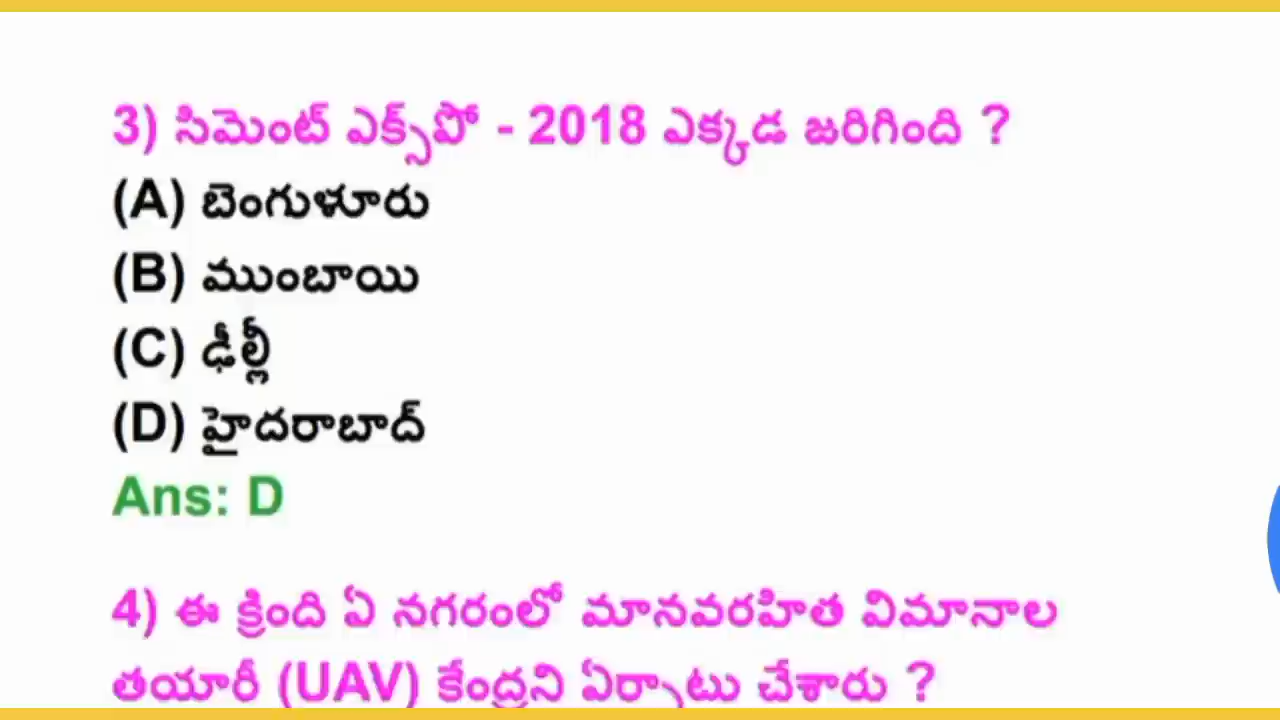 3) సిమెంట్ ఎక్స్‌పో - 2018 ఎక్కడ జరిగింది ?
(A) బెంగుళూరు
(B) ముంబాయి
(C) ఢిల్లీ
(D) హైదరాబాద్
Ans: D
4) ఈ క్రింది ఏ నగరంలో మానవరహిత విమానాల
తయారీ (UAV) కేంద్రని ఏర్పాటు చేశారు ?